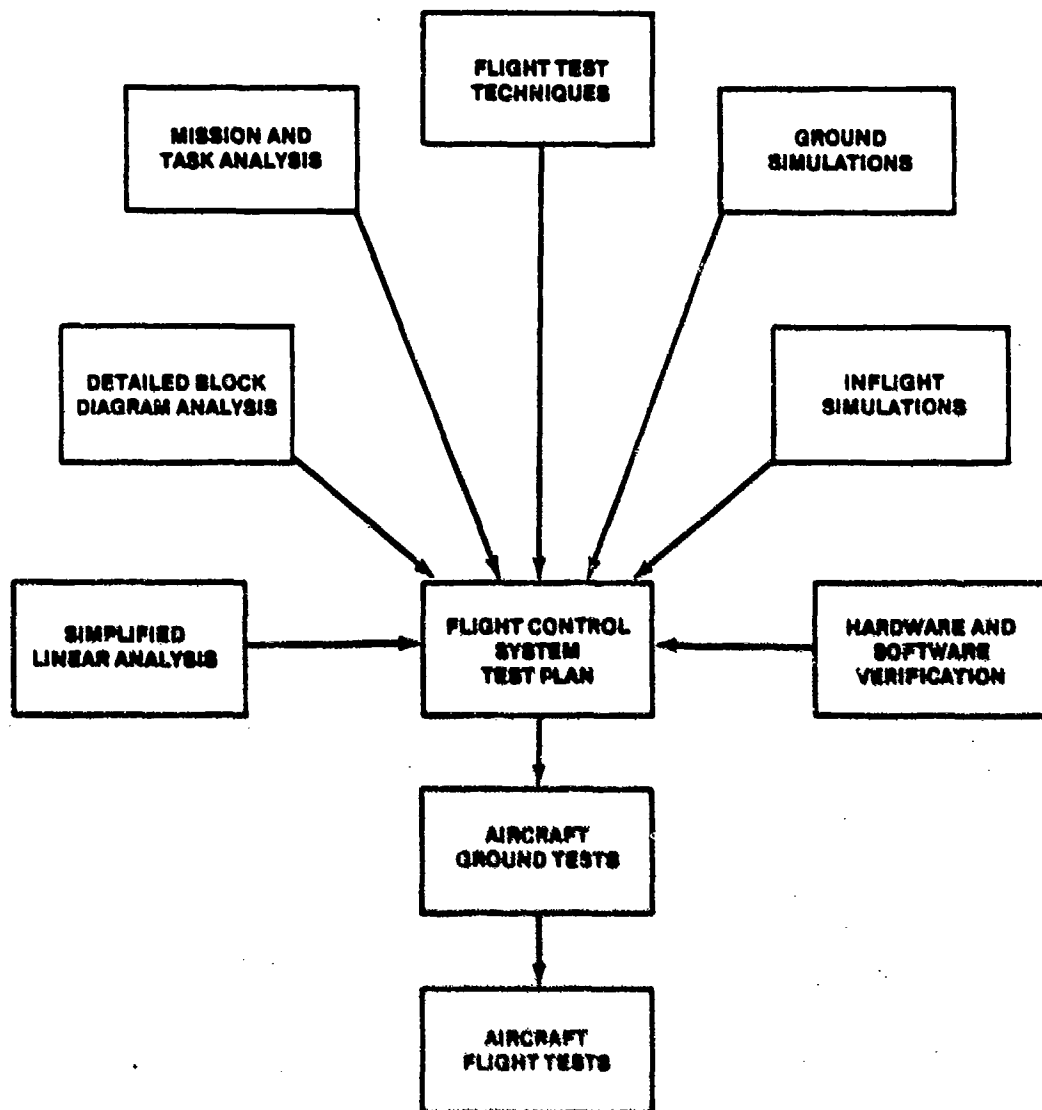 FLIGHT TEST
TECHNIQUES
MISSION AND
TASK ANALYSIS
GROUND
SIMULATIONS
DETAILED BLOCK
DIAGRAM ANALYSIS
INFLIGHT
SIMULATIONS
SIMPLIFIED
LINEAR ANALYSIS
FLIGHT CONTROL
SYSTEM
TEST PLAN
HARDWARE AND
SOFTWARE
VERIFICATION
AIRCRAFT
GROUND TESTS
AIRCRAFT
FLIGHT TESTS